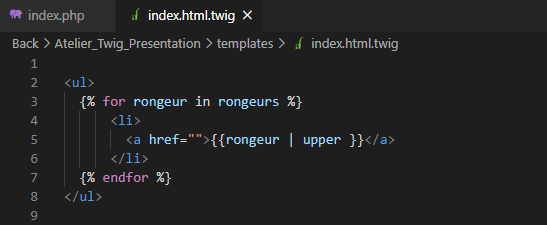 index.php index.html.twig ×
Back > Atelier_Twig_Presentation > templates > index.html.twig
1
2 <ul>
3 {% for rongeur in rongeurs %}
4 <li>
5 <a href="">{{rongeur | upper }}</a>
6 </li>
7 {% endfor %}
8 </ul>
9